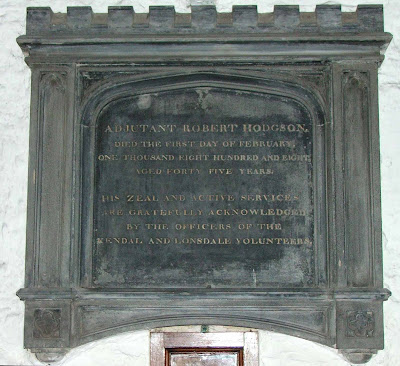 ADJUTANT ROBERT HODGSON,
DIED THE FIRST DAY OF FEBRUARY,
ONE THOUSAND EIGHT HUNDRED AND EIGHT,
AGED FORTY FIVE YEARS.
HIS ZEAL AND ACTIVE SERVICES
ARE GRATEFULLY ACKNOWLEDGED
BY THE OFFICERS OF THE
KENDAL AND LONSDALE VOLUNTEERS.